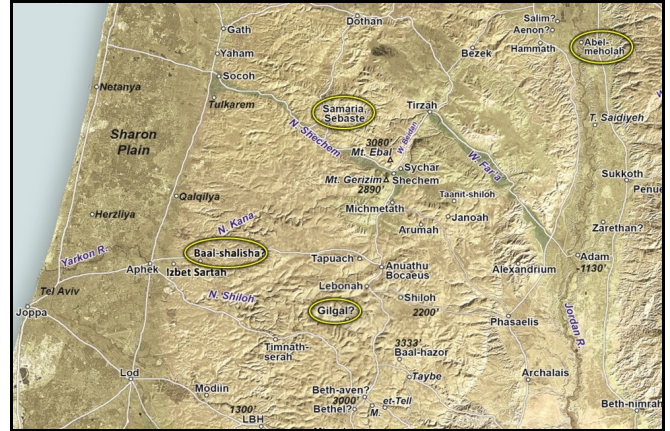 Gath
Dothan
Salim?
Aenon?
Abel-
meholah
Yaham
Bezek
Hammath
Socoh
Netanya
Tulkarem
Samaria,
Sebaste
Tirzah
T. Saidiyeh
Sharon
Plain
N. Shechem
3080'
Mt. Ebal
W. Beidan
Sychar
W. Far'a
Mt. Gerizim
2890'
Shechem
Sukkoth
Penue
Qalqilya
Taanit-shiloh
Herzliya
Michmetath
Janoah
N. Kana
Arumah
Zarethan?
Yarkon R.
Baal-shalisha?
Aphek
Izbet Sartah
Tapuach
Anuathu
Bocaeus
Alexandrium
Adam
-1130'
Tel Aviv
N. Shiloh
Lebonah
Shiloh
2200'
Joppa
Gilgal?
Phasaelis
Jordan R.
Timnath-
serah
3333'
Baal-hazor
Lod
Taybe
Archalais
Modiin
Beth-aven?
3000'
et-Tell
Bethel?
M.
1300'
LBH
Beth-nimrah